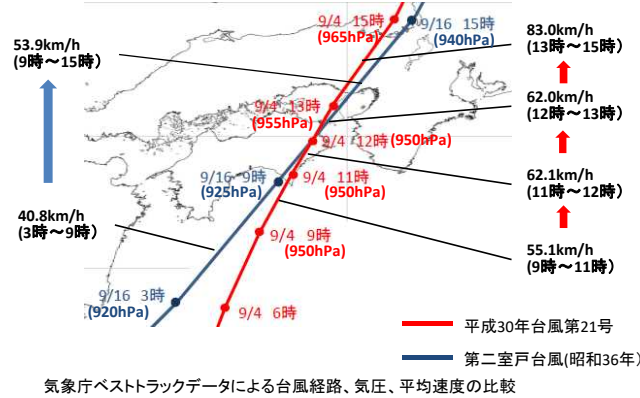 9/4 15時
(965hPa)
9/16 15時
(940hPa)
53.9km/h
(9時～15時)
83.0km/h
(13時～15時)
9/4 13時
(955hPa)
62.0km/h
(12時～13時)
9/4 12時(950hPa)
9/16 9時
(925hPa)
9/4 11時
(950hPa)
62.1km/h
(11時～12時)
40.8km/h
(3時～9時)
9/4 9時
(950hPa)
55.1km/h
(9時～11時)
9/16 3時
(920hPa)
9/4 6時
平成30年台風第21号
第二室戸台風(昭和36年)
気象庁ベストトラックデータによる台風経路、気圧、平均速度の比較